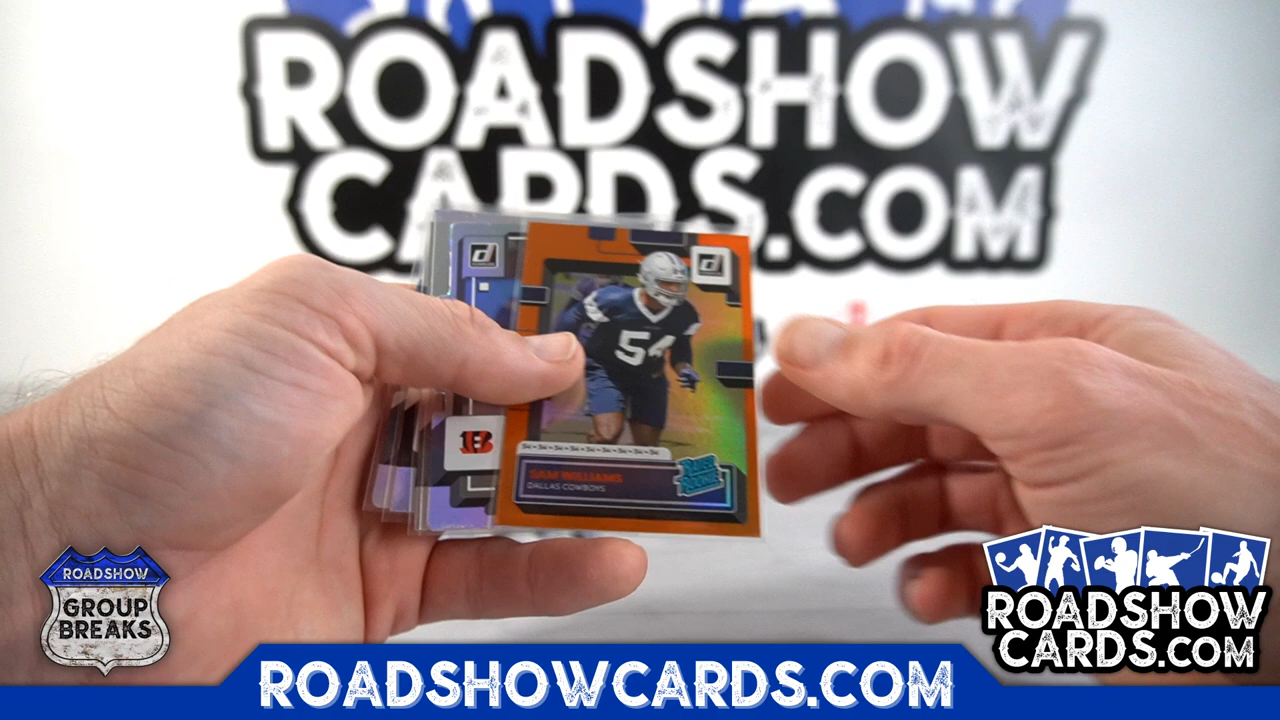 ROADSHOW
CARDS.COM
54
SAM WILLIAMS
DALLAS COWBOYS
RATED
ROOKIE
ROADSHOW
GROUP
BREAKS
ROADSHOW
CARDS.COM
ROADSHOWCARDS.COM